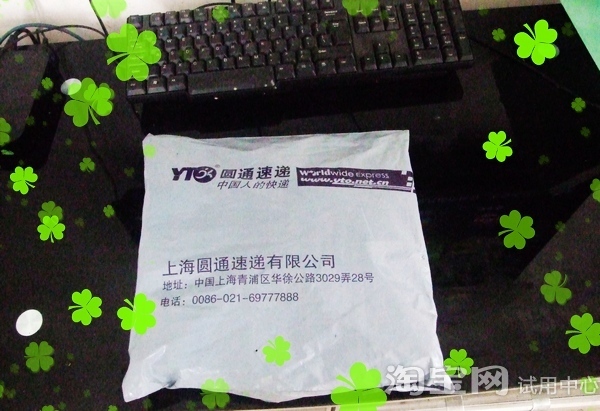 YTO 圆通速递
中国人的快递
Worldwide EXPRESS
www.yto.net.cn
上海圆通速递有限公司
地址：中国上海青浦区华徐公路3029弄28号
电话：0086-021-69777888
淘宝网 试用中心